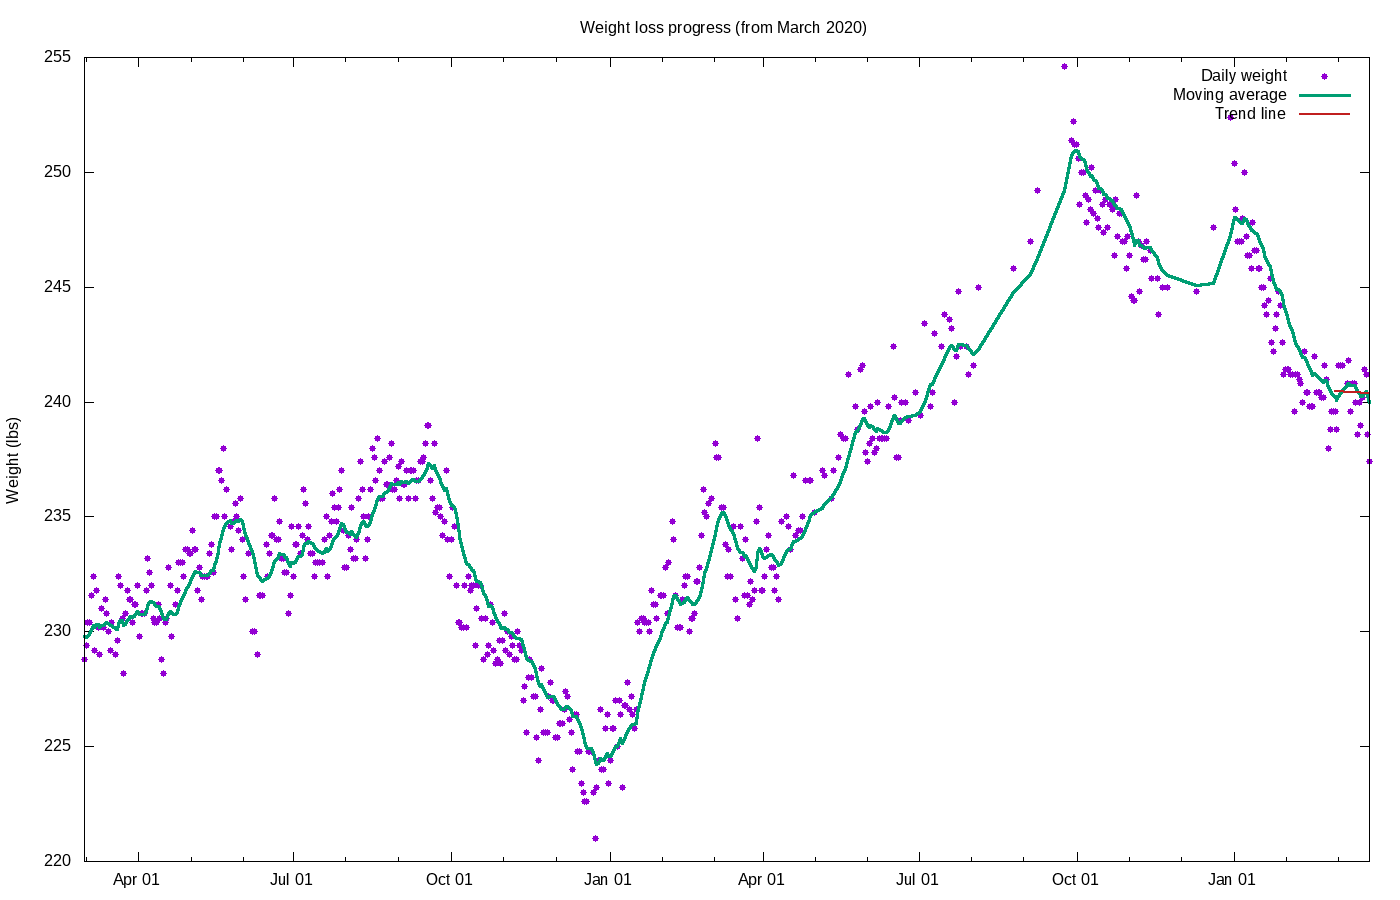 Weight loss progress (from March 2020)
255
Daily weight
Moving average
Trend line
250
245
240
Weight (lbs)
235
230
225
220
Apr 01 Jul 01 Oct 01 Jan 01 Apr 01 Jul 01 Oct 01 Jan 01